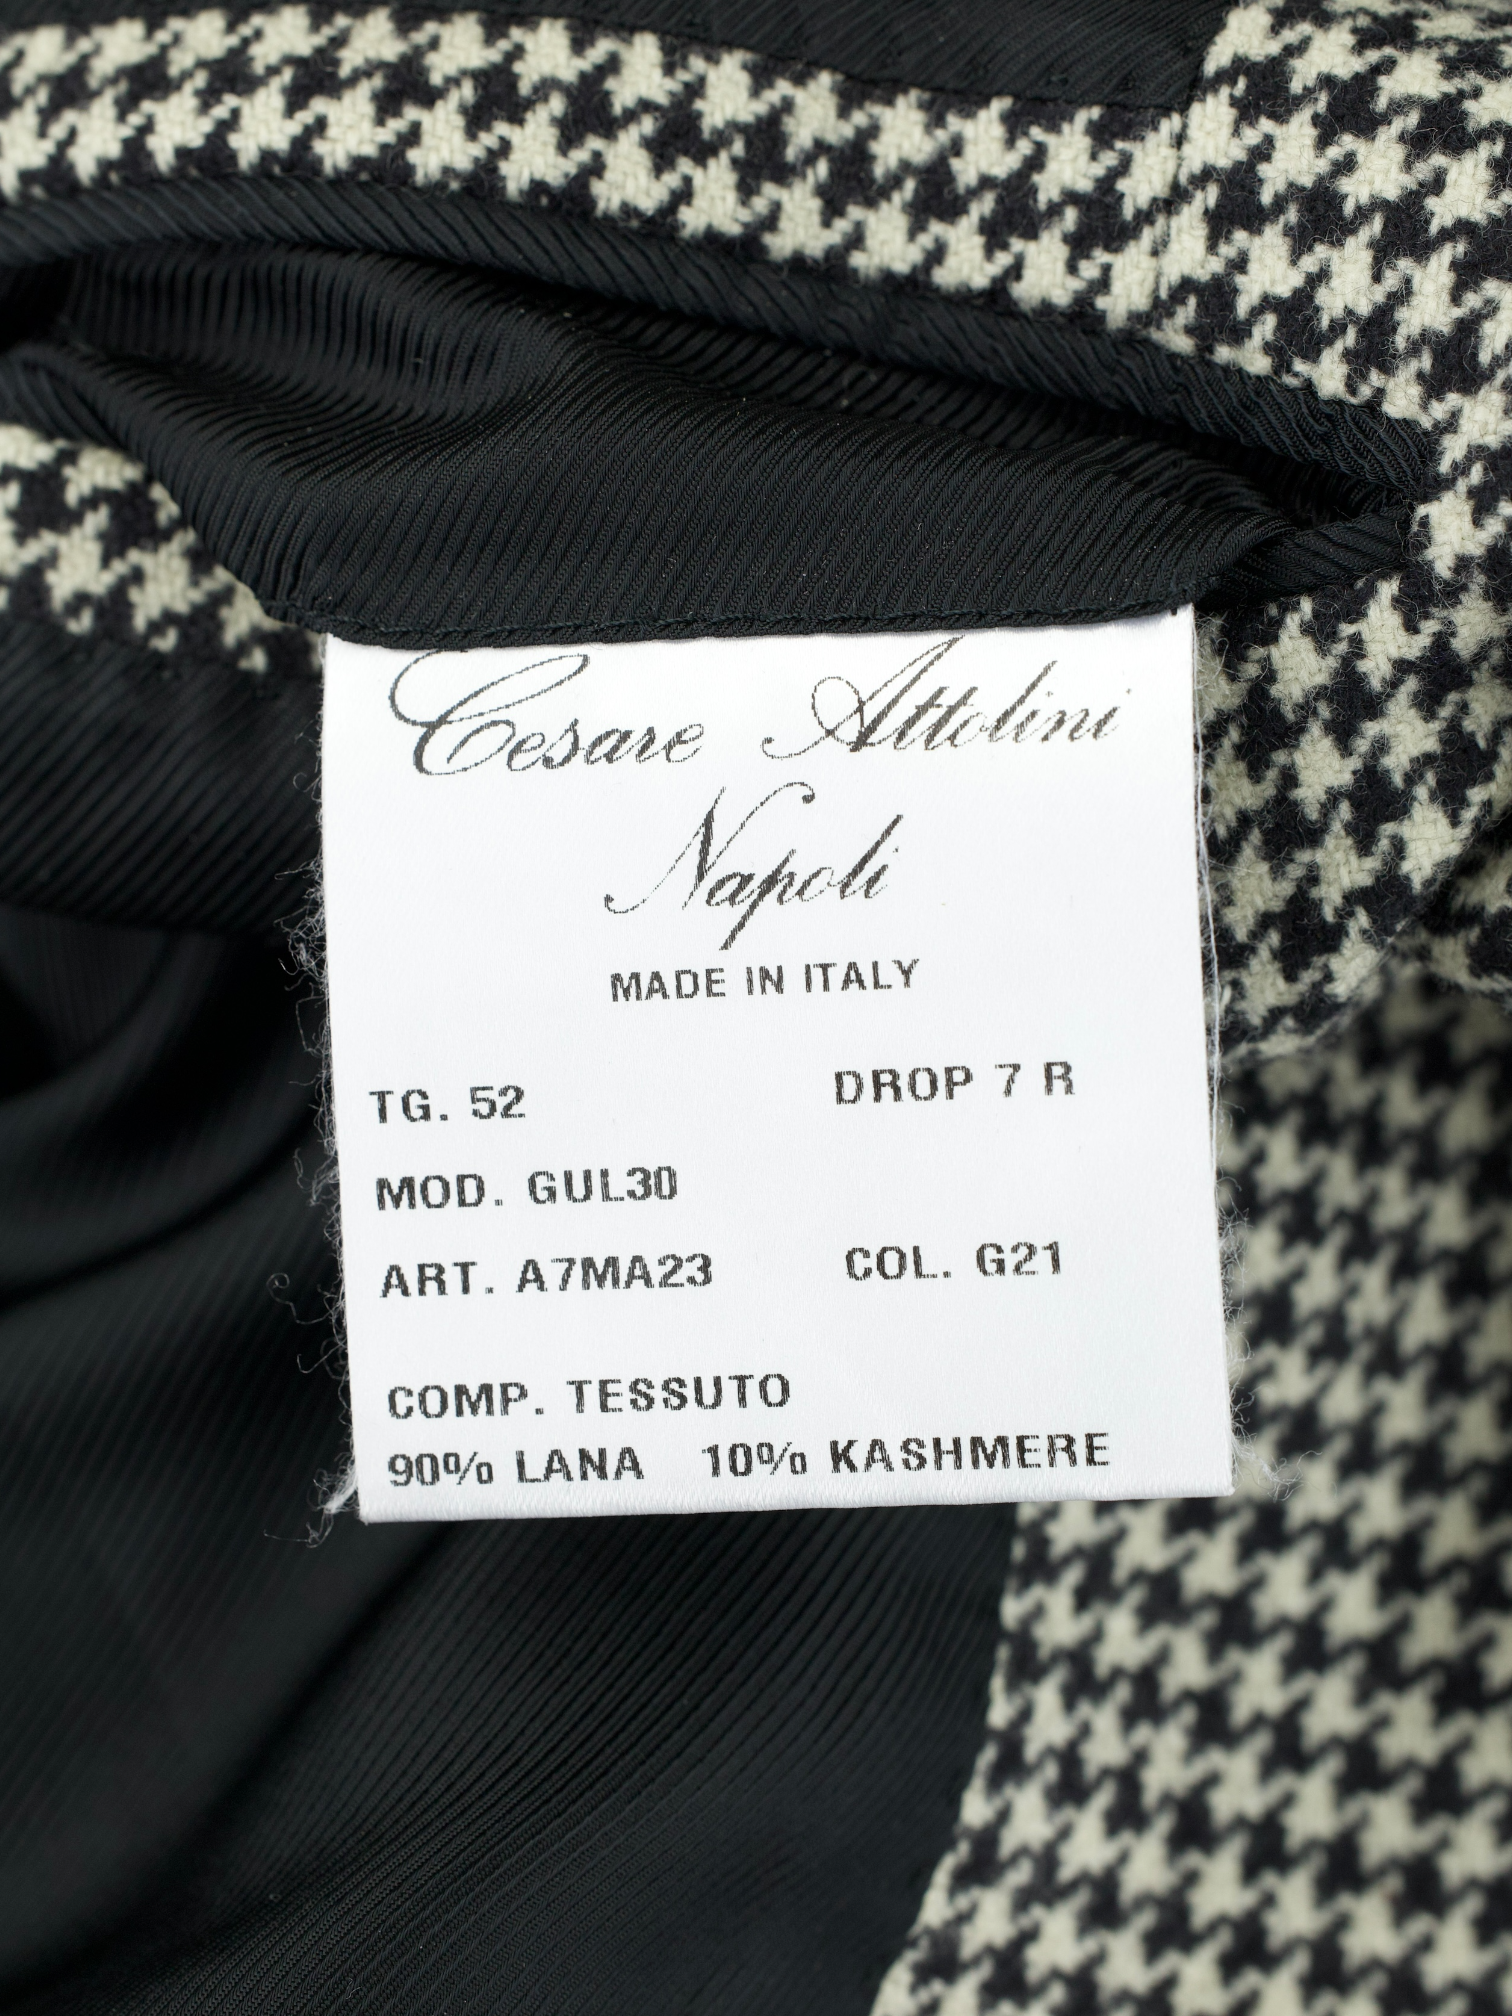 Cesare Attolini
Napoli
MADE IN ITALY
TG. 52 DROP 7 R
MOD. GUL30
ART. A7MA23 COL. G21
COMP. TESSUTO
90% LANA 10% KASHMERE